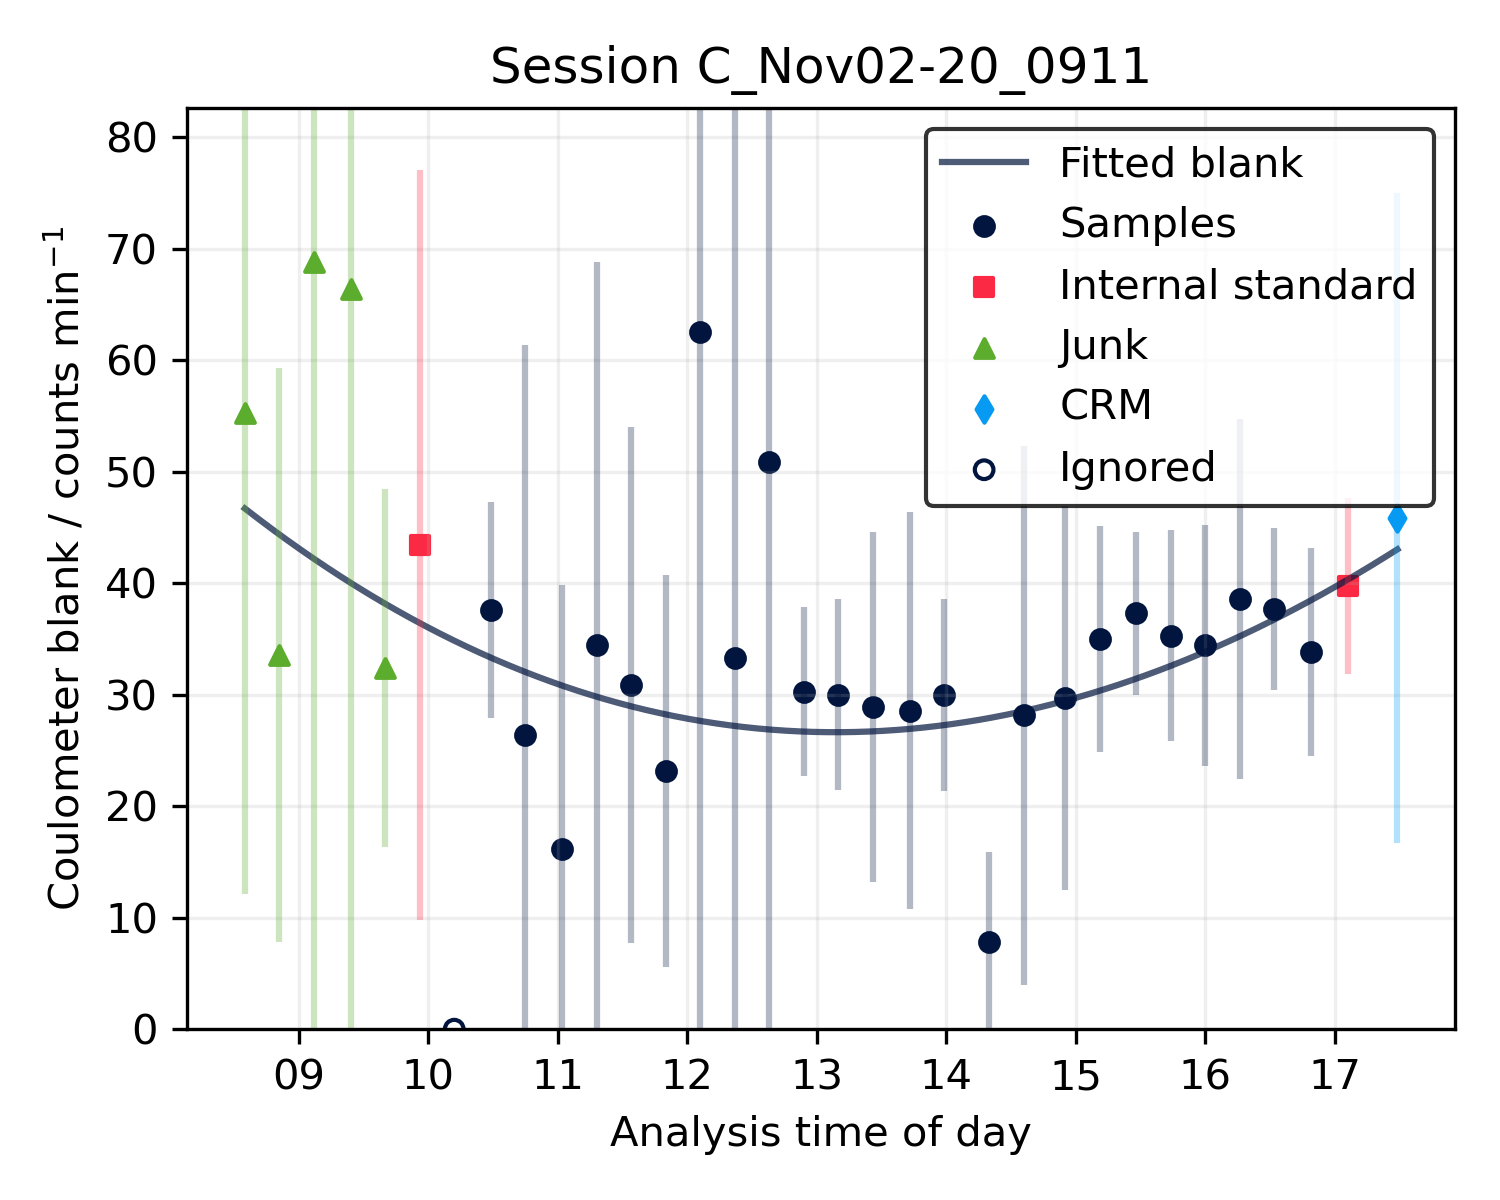 Session C_Nov02-20_0911
Coulometer blank / counts min⁻¹
80
70
60
50
40
30
20
10
0
Fitted blank
Samples
Internal standard
Junk
CRM
Ignored
09 10 11 12 13 14 15 16 17
Analysis time of day